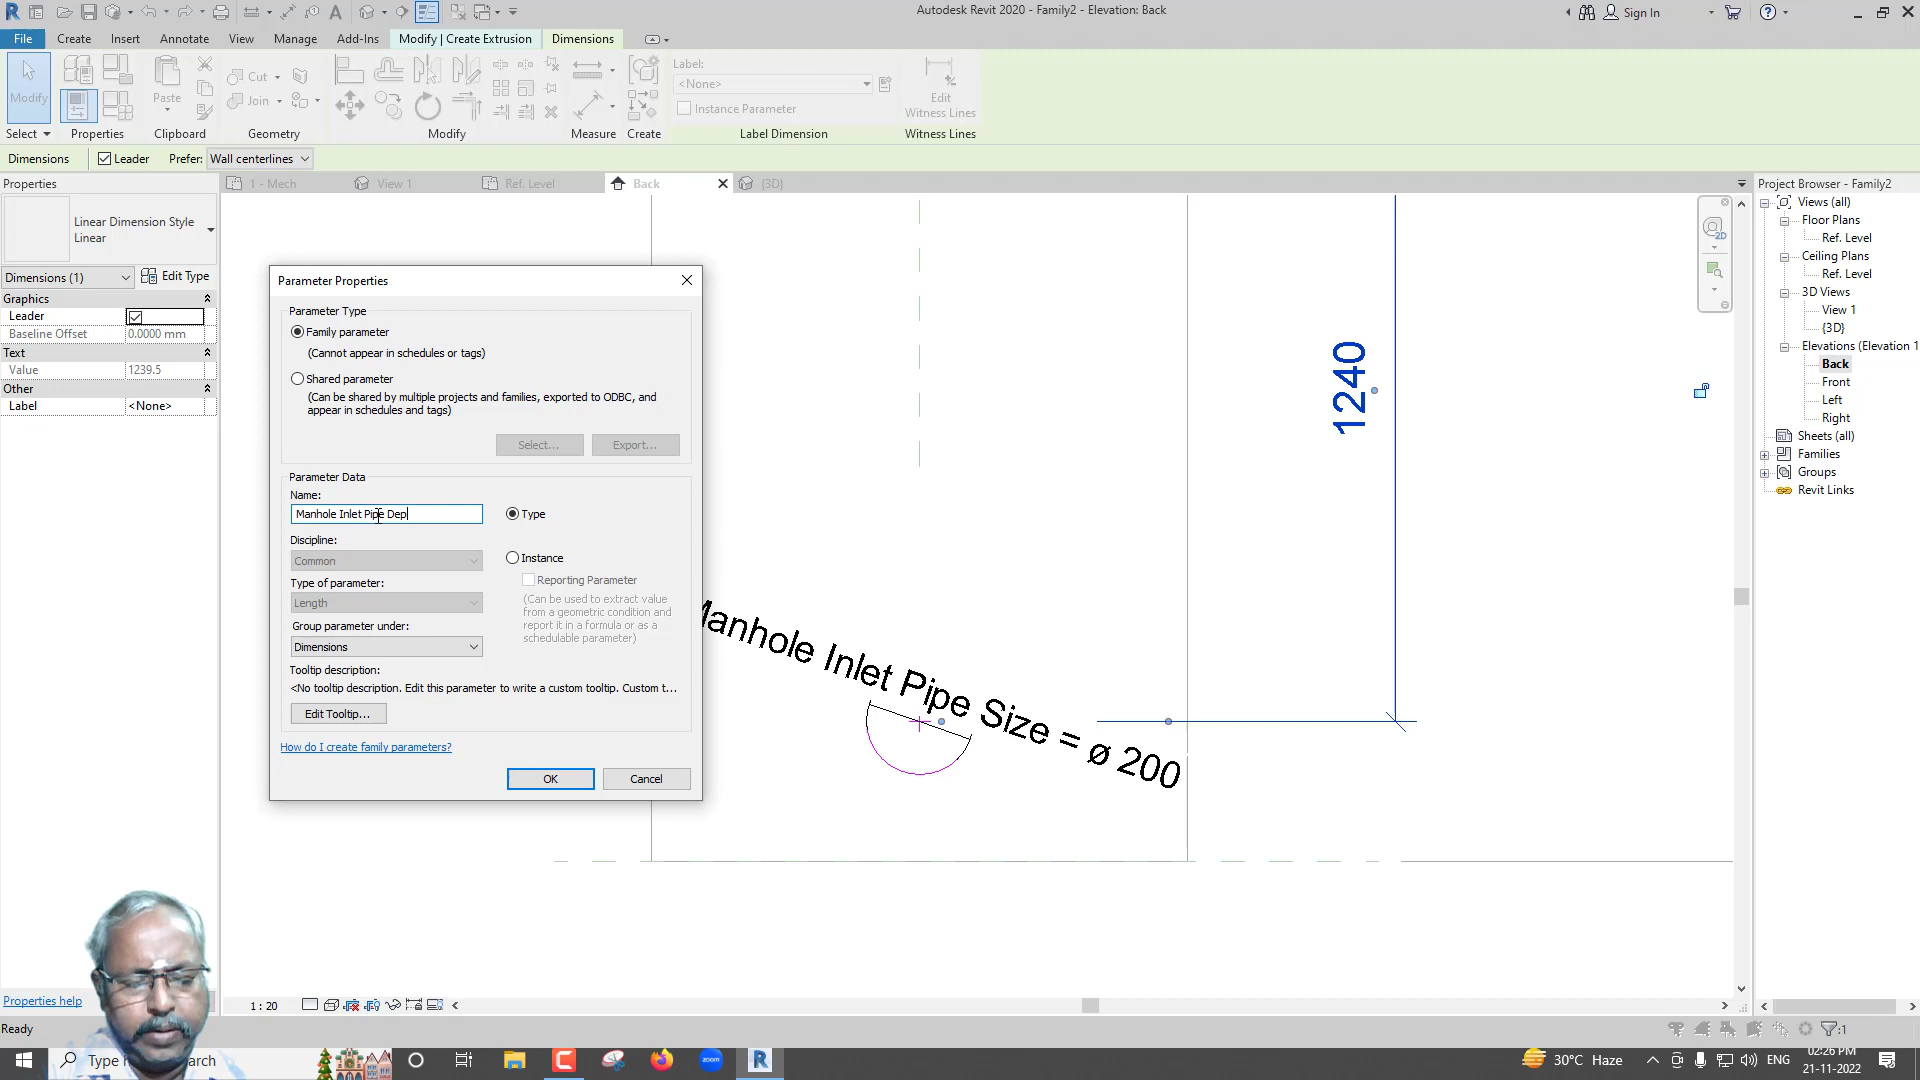 Autodesk Revit 2020 - Family2 - Elevation: Back
Sign In
File
Create
Insert
Annotate
View
Manage
Add-Ins
Modify | Create Extrusion
Dimensions
Modify
Paste
Cut
Join
Label:
<None>
Instance Parameter
Edit
Witness Lines
Select
Properties
Clipboard
Geometry
Modify
Measure
Create
Label Dimension
Witness Lines
Dimensions
Leader
Prefer:
Wall centerlines
Properties
1 - Mech
View 1
Ref. Level
Back
{3D}
Project Browser - Family2
Linear Dimension Style
Linear
Dimensions (1)
Edit Type
Graphics
Leader
Baseline Offset
0.0000 mm
Text
Value
1239.5
Other
Label
<None>
Properties help
Parameter Properties
Parameter Type
Family parameter
(Cannot appear in schedules or tags)
Shared parameter
(Can be shared by multiple projects and families, exported to ODBC, and
appear in schedules and tags)
Select...
Export...
Parameter Data
Name:
Manhole Inlet Pipe Dep
Type
Discipline:
Common
Instance
Reporting Parameter
Type of parameter:
Length
(Can be used to extract value
from a geometric condition and
report it in a formula or as a
schedulable parameter)
Group parameter under:
Dimensions
Tooltip description:
<No tooltip description. Edit this parameter to write a custom tooltip. Custom t...
Edit Tooltip...
How do I create family parameters?
OK
Cancel
1240
Manhole Inlet Pipe Size = ø 200
2D
Views (all)
Floor Plans
Ref. Level
Ceiling Plans
Ref. Level
3D Views
View 1
{3D}
Elevations (Elevation 1
Back
Front
Left
Right
Sheets (all)
Families
Groups
Revit Links
1 : 20
Ready
:1
Type h
search
zoom
30°C Haze
ENG
02:26 PM
21-11-2022